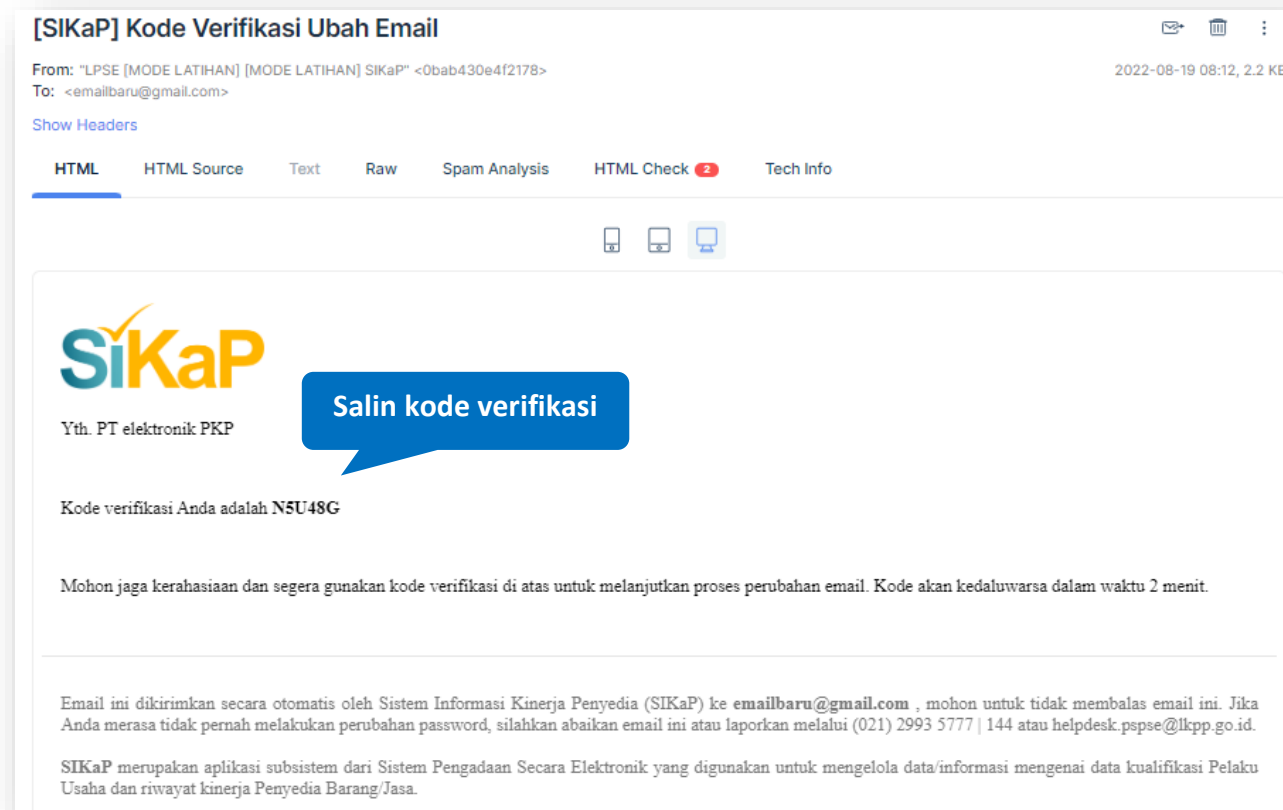 [SIKaP] Kode Verifikasi Ubah Email
From: "LPSE [MODE LATIHAN] [MODE LATIHAN] SIKaP" <0bab430e4f2178>
2022-08-19 08:12, 2.2 KB
To: <emailbaru@gmail.com>
Show Headers
HTML HTML Source Text Raw Spam Analysis HTML Check 2 Tech Info
SiKaP
Salin kode verifikasi
Yth. PT elektronik PKP
Kode verifikasi Anda adalah N5U48G
Mohon jaga kerahasiaan dan segera gunakan kode verifikasi di atas untuk melanjutkan proses perubahan email. Kode akan kedaluwarsa dalam waktu 2 menit.
Email ini dikirimkan secara otomatis oleh Sistem Informasi Kinerja Penyedia (SIKaP) ke emailbaru@gmail.com , mohon untuk tidak membalas email ini. Jika
Anda merasa tidak pernah melakukan perubahan password, silahkan abaikan email ini atau laporkan melalui (021) 2993 5777 | 144 atau helpdesk.pspse@lkpp.go.id.
SIKaP merupakan aplikasi subsistem dari Sistem Pengadaan Secara Elektronik yang digunakan untuk mengelola data/informasi mengenai data kualifikasi Pelaku
Usaha dan riwayat kinerja Penyedia Barang/Jasa.